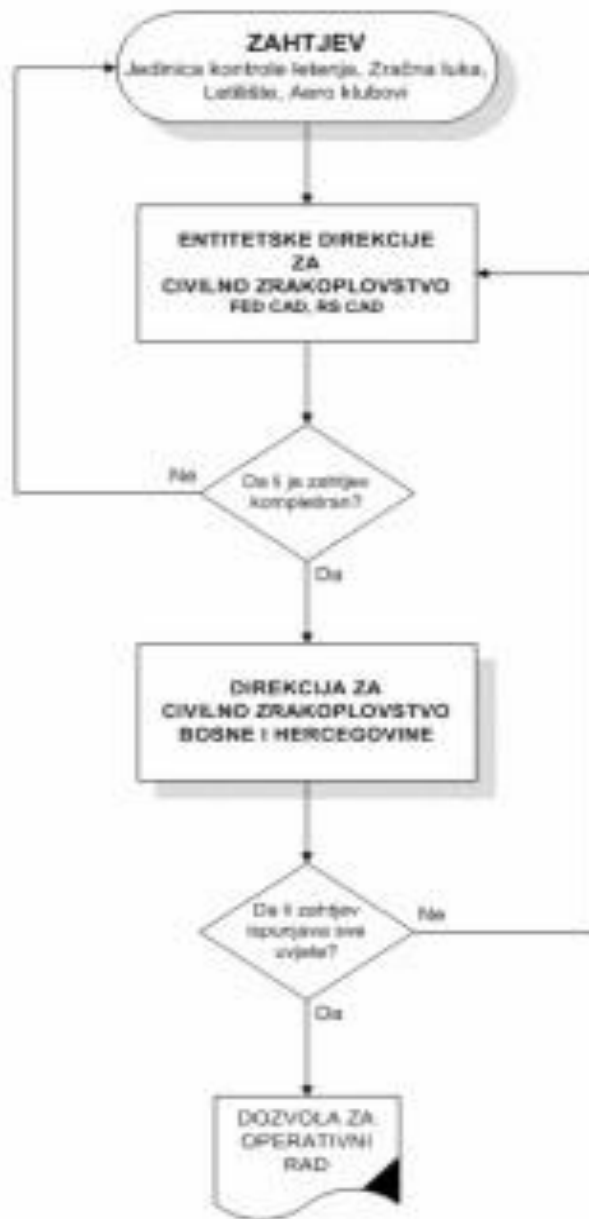 ZAHTJEV
Jedinica kontrole letenja, Zračna luka,
Letilište, Aero klubovi
ENTITETSKE DIREKCIJE
ZA
CIVILNO ZRAKOPLOVSTVO
FED CAD, RS CAD
Ne
Da li je zahtjev
kompletiran?
Da
DIREKCIJA ZA
CIVILNO ZRAKOPLOVSTVO
BOSNE I HERCEGOVINE
Da li zahtjev
ispunjava sve
uvjete?
Ne
Da
DOZVOLA ZA
OPERATIVNI
RAD